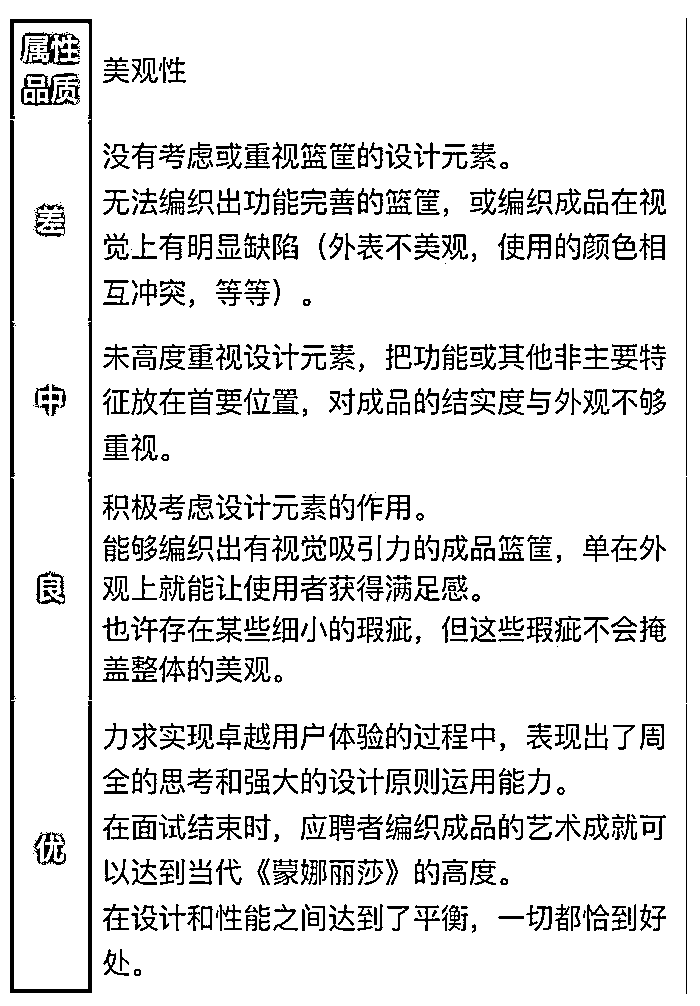 属性
品质
美观性
差
没有考虑或重视篮筐的设计元素。
无法编织出功能完善的篮筐，或编织成品在视
觉上有明显缺陷（外表不美观，使用的颜色相
互冲突，等等）。
中
未高度重视设计元素，把功能或其他非主要特
征放在首要位置，对成品的结实度与外观不够
重视。
良
积极考虑设计元素的作用。
能够编织出有视觉吸引力的成品篮筐，单在外
观上就能让使用者获得满足感。
也许存在某些细小的瑕疵，但这些瑕疵不会掩
盖整体的美观。
优
力求实现卓越用户体验的过程中，表现出了周
全的思考和强大的设计原则运用能力。
在面试结束时，应聘者编织成品的艺术成就可
以达到当代《蒙娜丽莎》的高度。
在设计和性能之间达到了平衡，一切都恰到好
处。